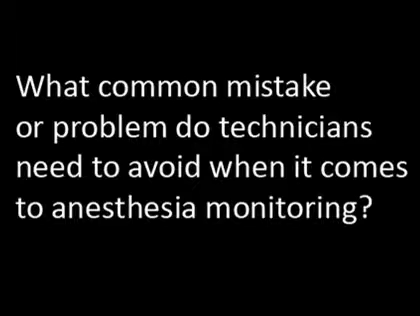 What common mistake
or problem do technicians
need to avoid when it comes
to anesthesia monitoring?